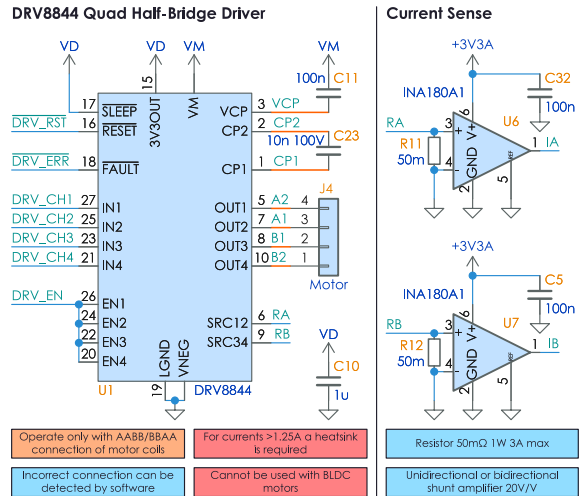 DRV8844 Quad Half-Bridge Driver
Current Sense
VD
VD
VM
VM
15
100n
C11
17
SLEEP
3V3OUT
VM
VCP
3
VCP
DRV_RST
16
RESET
CP2
2
CP2
10n 100V
C23
DRV_ERR
18
FAULT
CP1
1
CP1
J4
DRV_CH1
27
IN1
OUT1
5
A2
4
DRV_CH2
25
IN2
OUT2
7
A1
3
DRV_CH3
23
IN3
OUT3
8
B1
2
DRV_CH4
21
IN4
OUT4
10
B2
1
Motor
DRV_EN
26
EN1
24
EN2
SRC12
6
RA
22
EN3
SRC34
9
RB
20
EN4
LGND
VNEG
U1
19
DRV8844
VD
C10
1u
+3V3A
INA180A1
C32
100n
6
RA
3
+
V+
U6
R11
50m
1
IA
4
-
GND
REF
2
5
+3V3A
INA180A1
C5
100n
6
RB
3
+
V+
U7
R12
50m
1
IB
4
-
GND
REF
2
5
Operate only with AABB/BBAA
connection of motor coils
For currents >1.25A a heatsink
is required
Resistor 50mΩ 1W 3A max
Incorrect connection can be
detected by software
Cannot be used with BLDC
motors
Unidirectional or bidirectional
shunt amplifier 20V/V